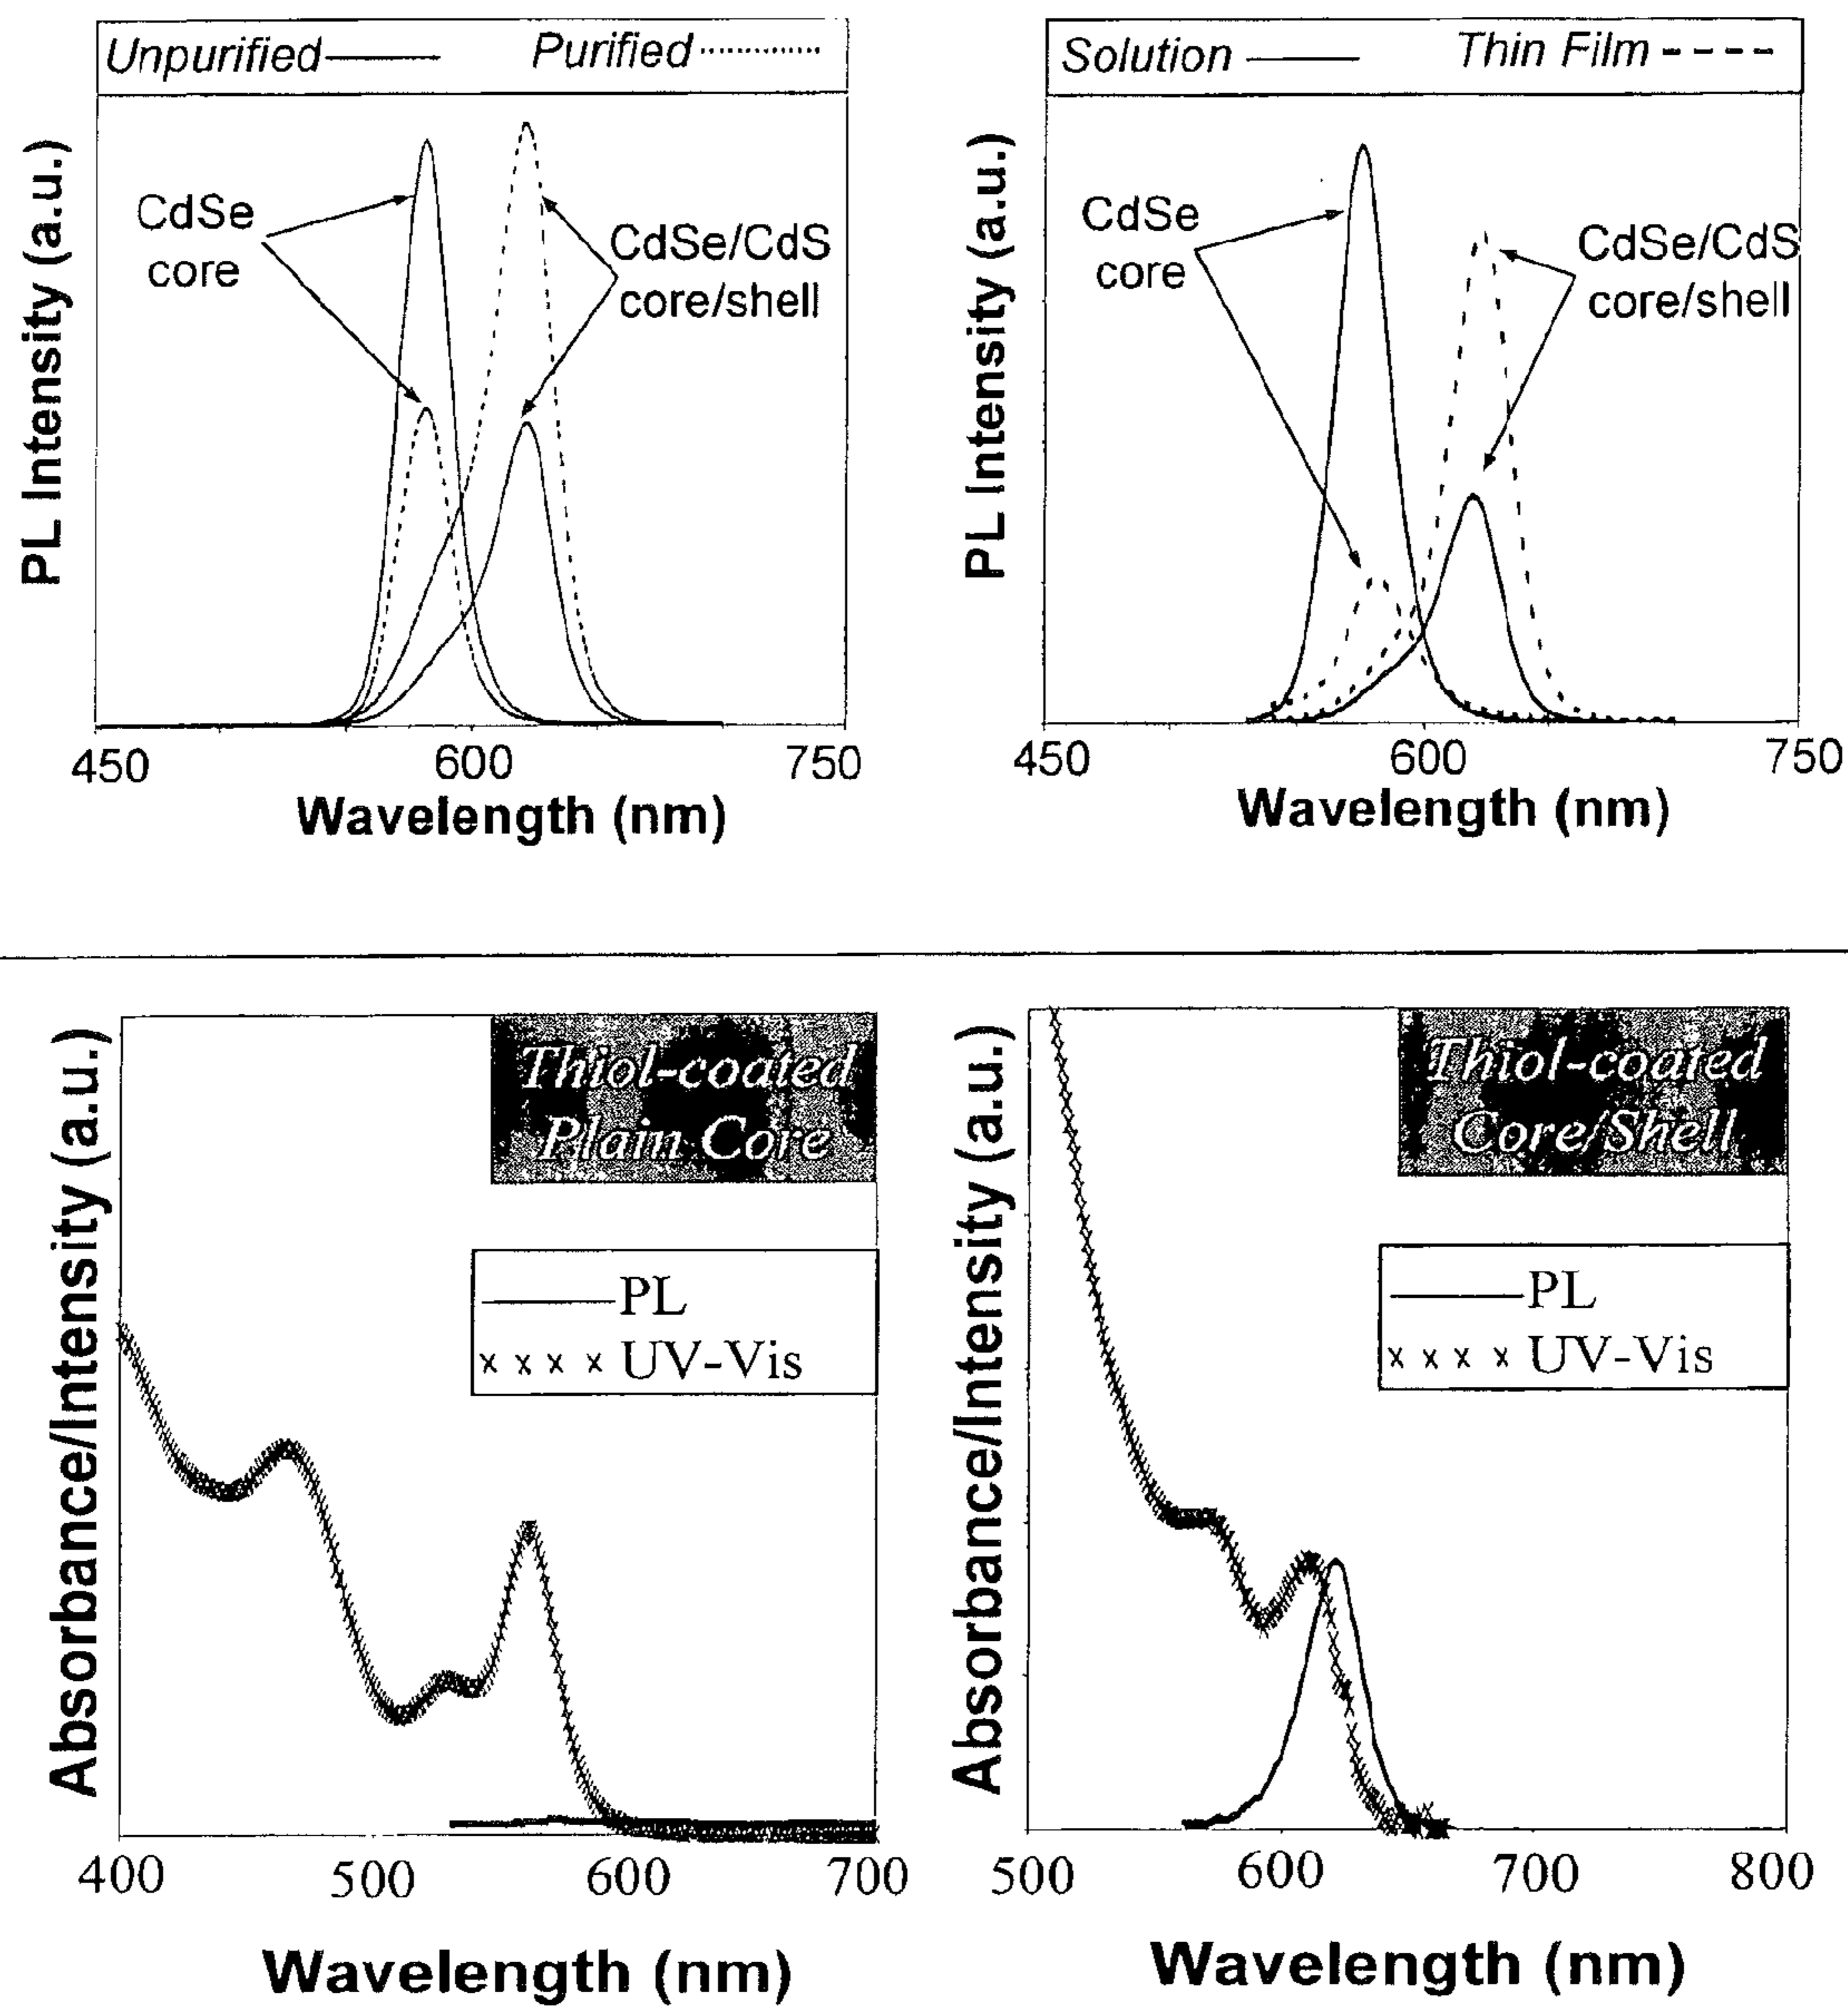 Unpurified Purified
PL Intensity (a.u.)
CdSe
core
CdSe/CdS
core/shell
450 600 750
Wavelength (nm)
Solution Thin Film
PL Intensity (a.u.)
CdSe
core
CdSe/CdS
core/shell
450 600 750
Wavelength (nm)
Absorbance/Intensity (a.u.)
Thiol-coated
Plain Core
PL
UV-Vis
400 500 600 700
Wavelength (nm)
Absorbance/Intensity (a.u.)
Thiol-coated
Core/Shell
PL
UV-Vis
500 600 700 800
Wavelength (nm)